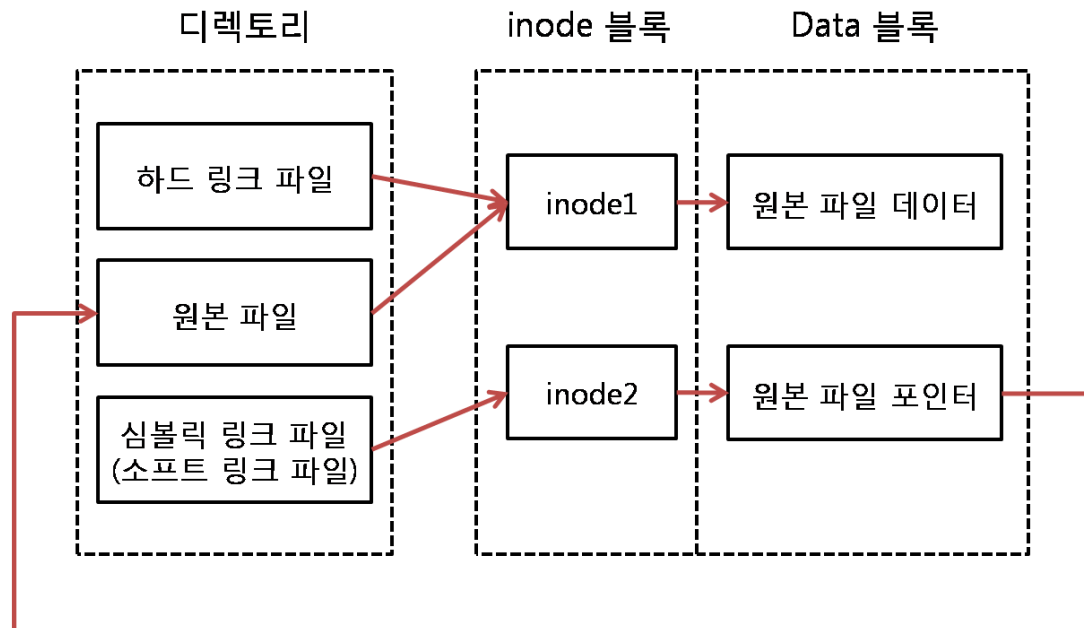 디렉토리
inode 블록
Data 블록
하드 링크 파일
inode1
원본 파일 데이터
원본 파일
inode2
원본 파일 포인터
심볼릭 링크 파일
(소프트 링크 파일)